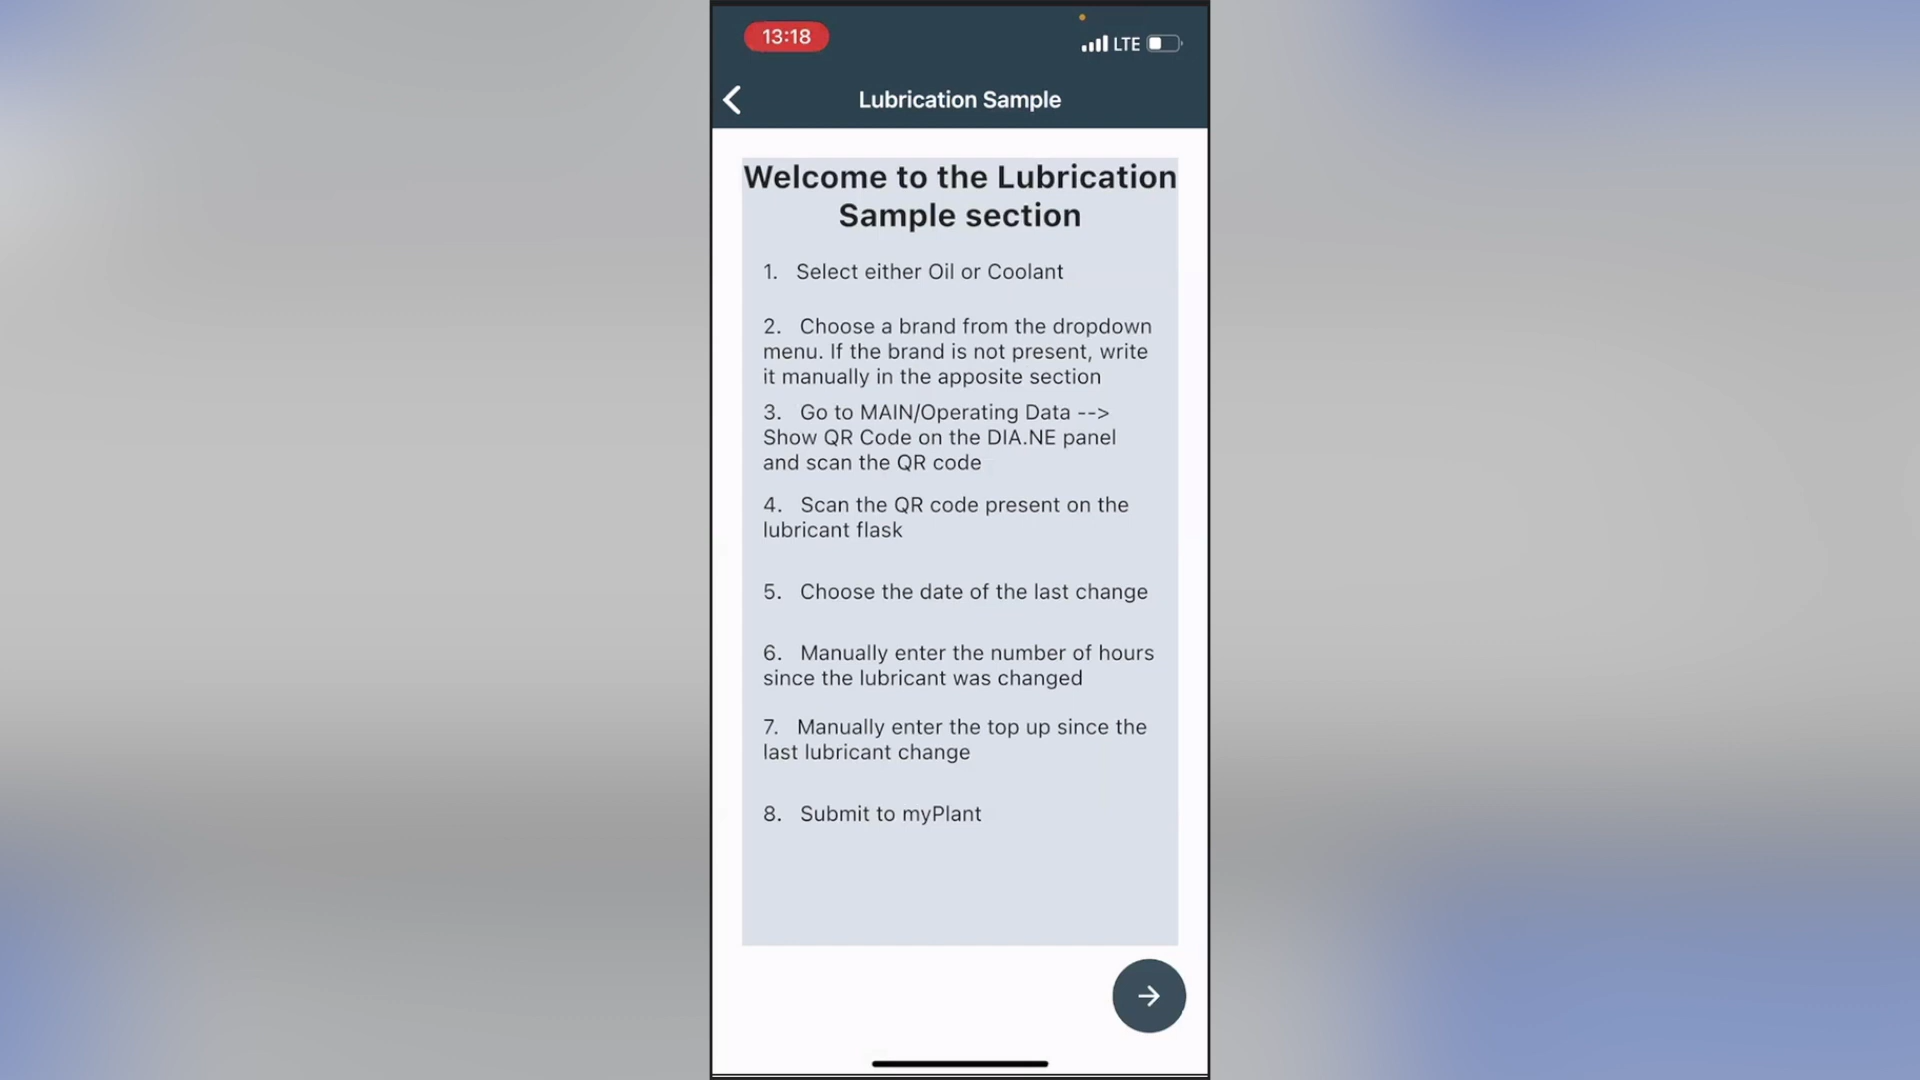 13:18
LTE
Lubrication Sample
Welcome to the Lubrication
Sample section
1. Select either Oil or Coolant
2. Choose a brand from the dropdown
menu. If the brand is not present, write
it manually in the apposite section
3. Go to MAIN/Operating Data -->
Show QR Code on the DIA.NE panel
and scan the QR code
4. Scan the QR code present on the
lubricant flask
5. Choose the date of the last change
6. Manually enter the number of hours
since the lubricant was changed
7. Manually enter the top up since the
last lubricant change
8. Submit to myPlant